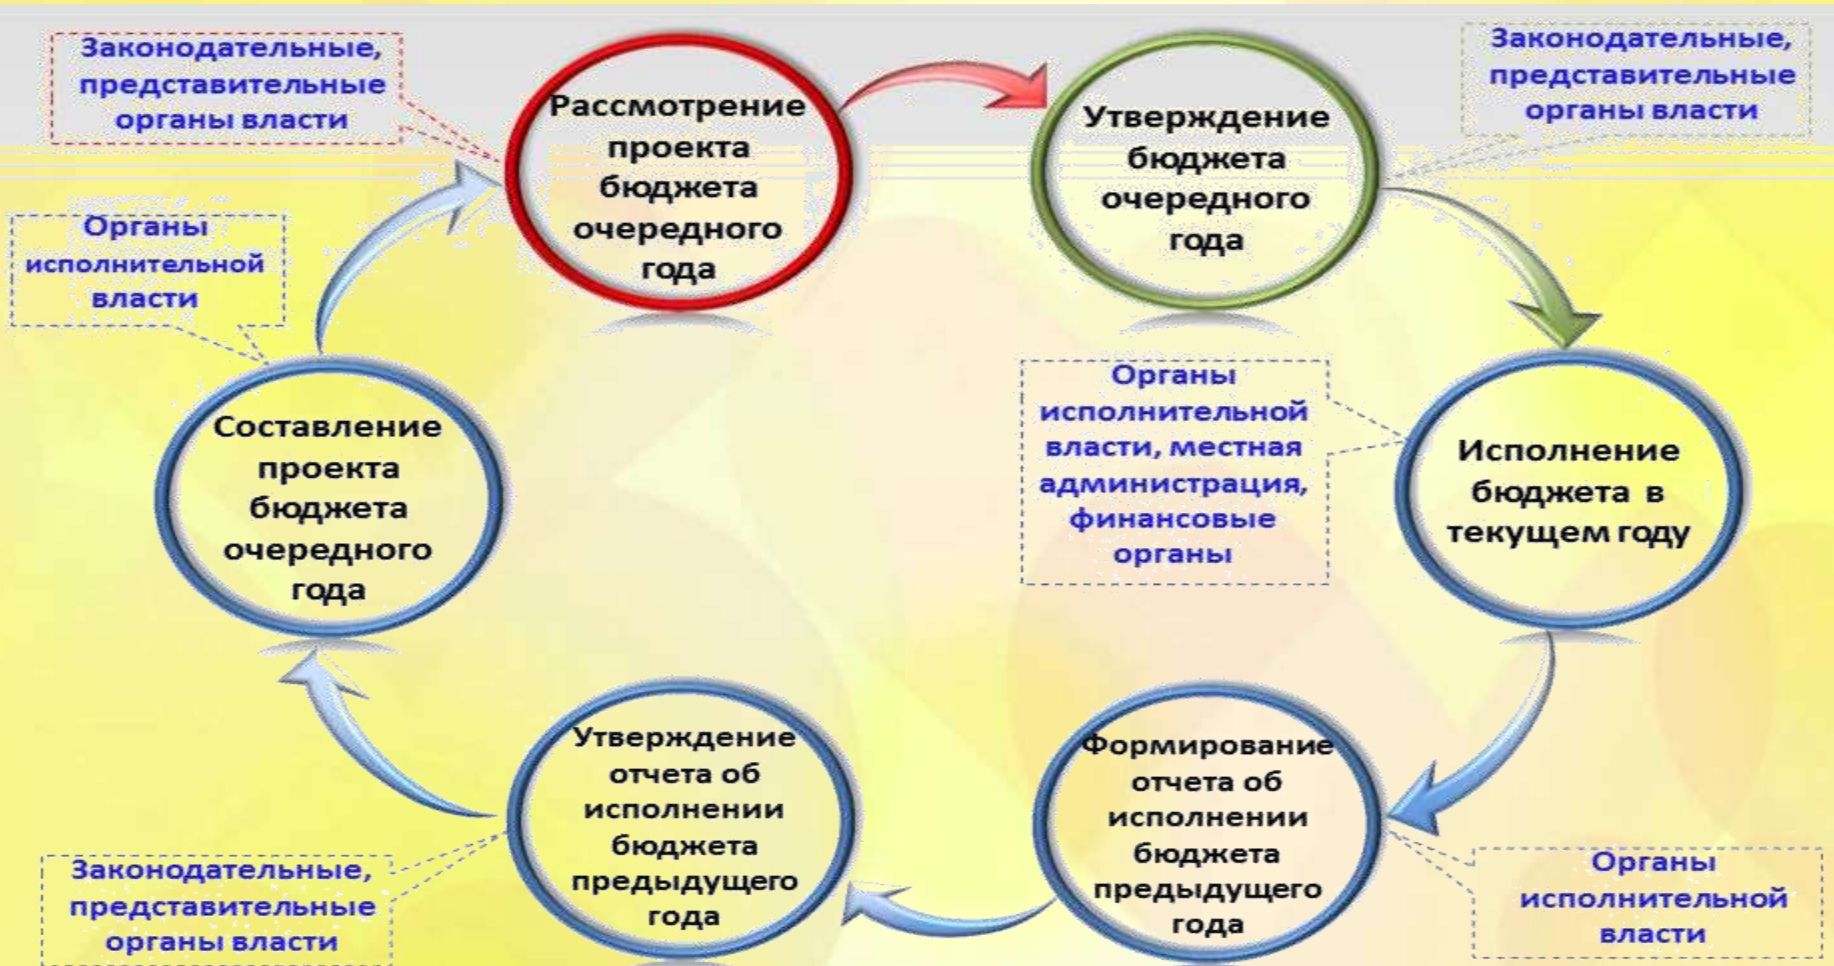 Законодательные,
представительные
органы власти
Рассмотрение
проекта
бюджета
очередного
года
Утверждение
бюджета
очередного
года
Законодательные,
представительные
органы власти
Органы
исполнительной
власти
Составление
проекта
бюджета
очередного
года
Органы
исполнительной
власти, местная
администрация,
финансовые
органы
Исполнение
бюджета в
текущем году
Утверждение
отчета об
исполнении
бюджета
предыдущего
года
Формирование
отчета об
исполнении
бюджета
предыдущего
года
Законодательные,
представительные
органы власти
Органы
исполнительной
власти